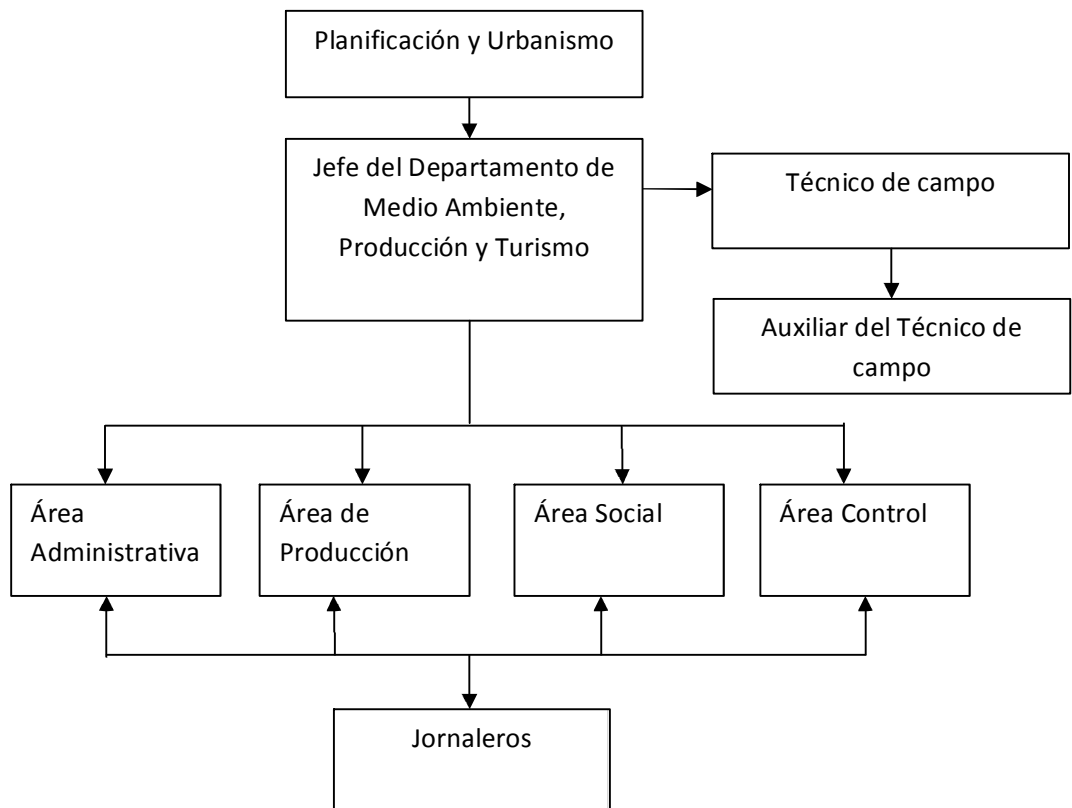 Planificación y Urbanismo
Jefe del Departamento de
Medio Ambiente,
Producción y Turismo
Técnico de campo
Auxiliar del Técnico de
campo
Área
Administrativa
Área de
Producción
Área Social
Área Control
Jornaleros